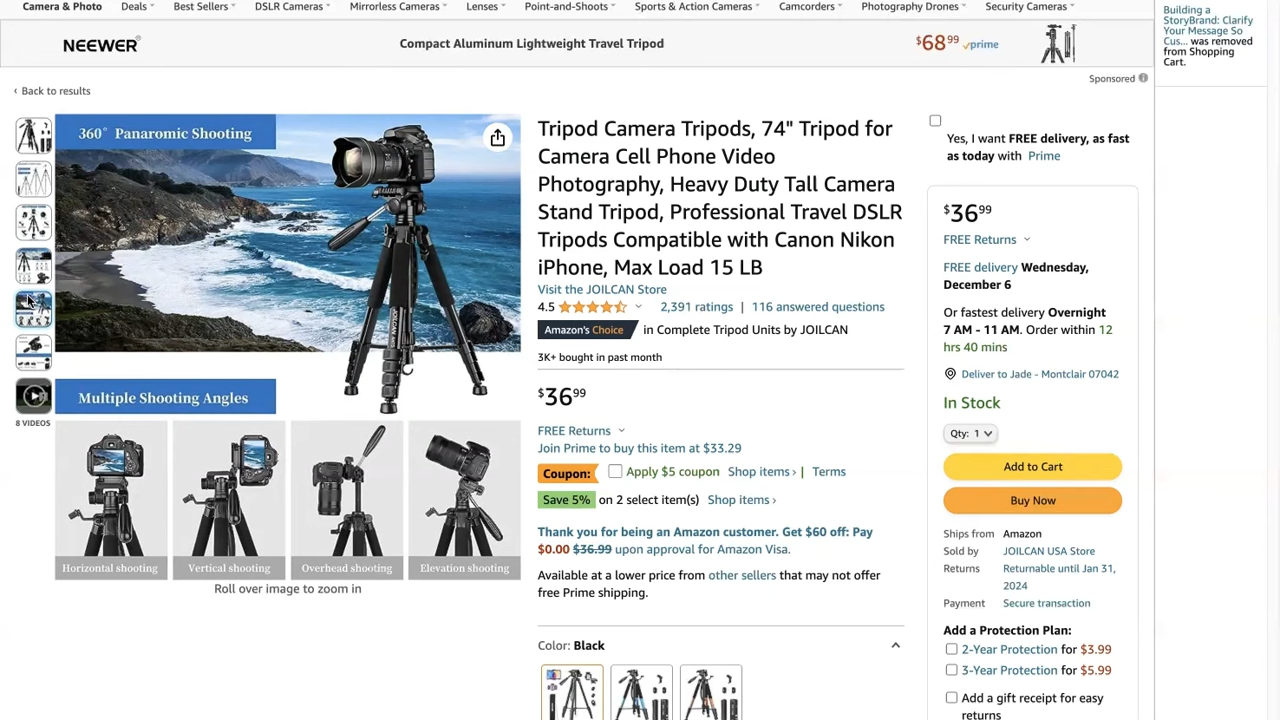 Camera & Photo Deals Best Sellers DSLR Cameras Mirrorless Cameras Lenses Point-and-Shoots Sports & Action Cameras Camcorders Photography Drones Security Cameras
NEEWER®
Compact Aluminum Lightweight Travel Tripod
$68.99 prime
Building a
StoryBrand: Clarify
Your Message So
Cus... was removed
from Shopping
Cart.
Sponsored
‹ Back to results
360° Panaromic Shooting
JOILCAN
Multiple Shooting Angles
Horizontal shooting
Vertical shooting
Overhead shooting
Elevation shooting
8 VIDEOS
Roll over image to zoom in
Tripod Camera Tripods, 74" Tripod for
Camera Cell Phone Video
Photography, Heavy Duty Tall Camera
Stand Tripod, Professional Travel DSLR
Tripods Compatible with Canon Nikon
iPhone, Max Load 15 LB
Visit the JOILCAN Store
4.5 2,391 ratings | 116 answered questions
Amazon's Choice in Complete Tripod Units by JOILCAN
3K+ bought in past month
$36.99
FREE Returns
Join Prime to buy this item at $33.29
Coupon: Apply $5 coupon Shop items › | Terms
Save 5% on 2 select item(s) Shop items ›
Thank you for being an Amazon customer. Get $60 off: Pay
$0.00 $36.99 upon approval for Amazon Visa.
Available at a lower price from other sellers that may not offer
free Prime shipping.
Color: Black
Yes, I want FREE delivery, as fast
as today with Prime
$36.99
FREE Returns
FREE delivery Wednesday,
December 6
Or fastest delivery Overnight
7 AM - 11 AM. Order within 12
hrs 40 mins
Deliver to Jade - Montclair 07042
In Stock
Qty: 1
Add to Cart
Buy Now
Ships from Amazon
Sold by JOILCAN USA Store
Returns Returnable until Jan 31,
2024
Payment Secure transaction
Add a Protection Plan:
2-Year Protection for $3.99
3-Year Protection for $5.99
Add a gift receipt for easy
returns